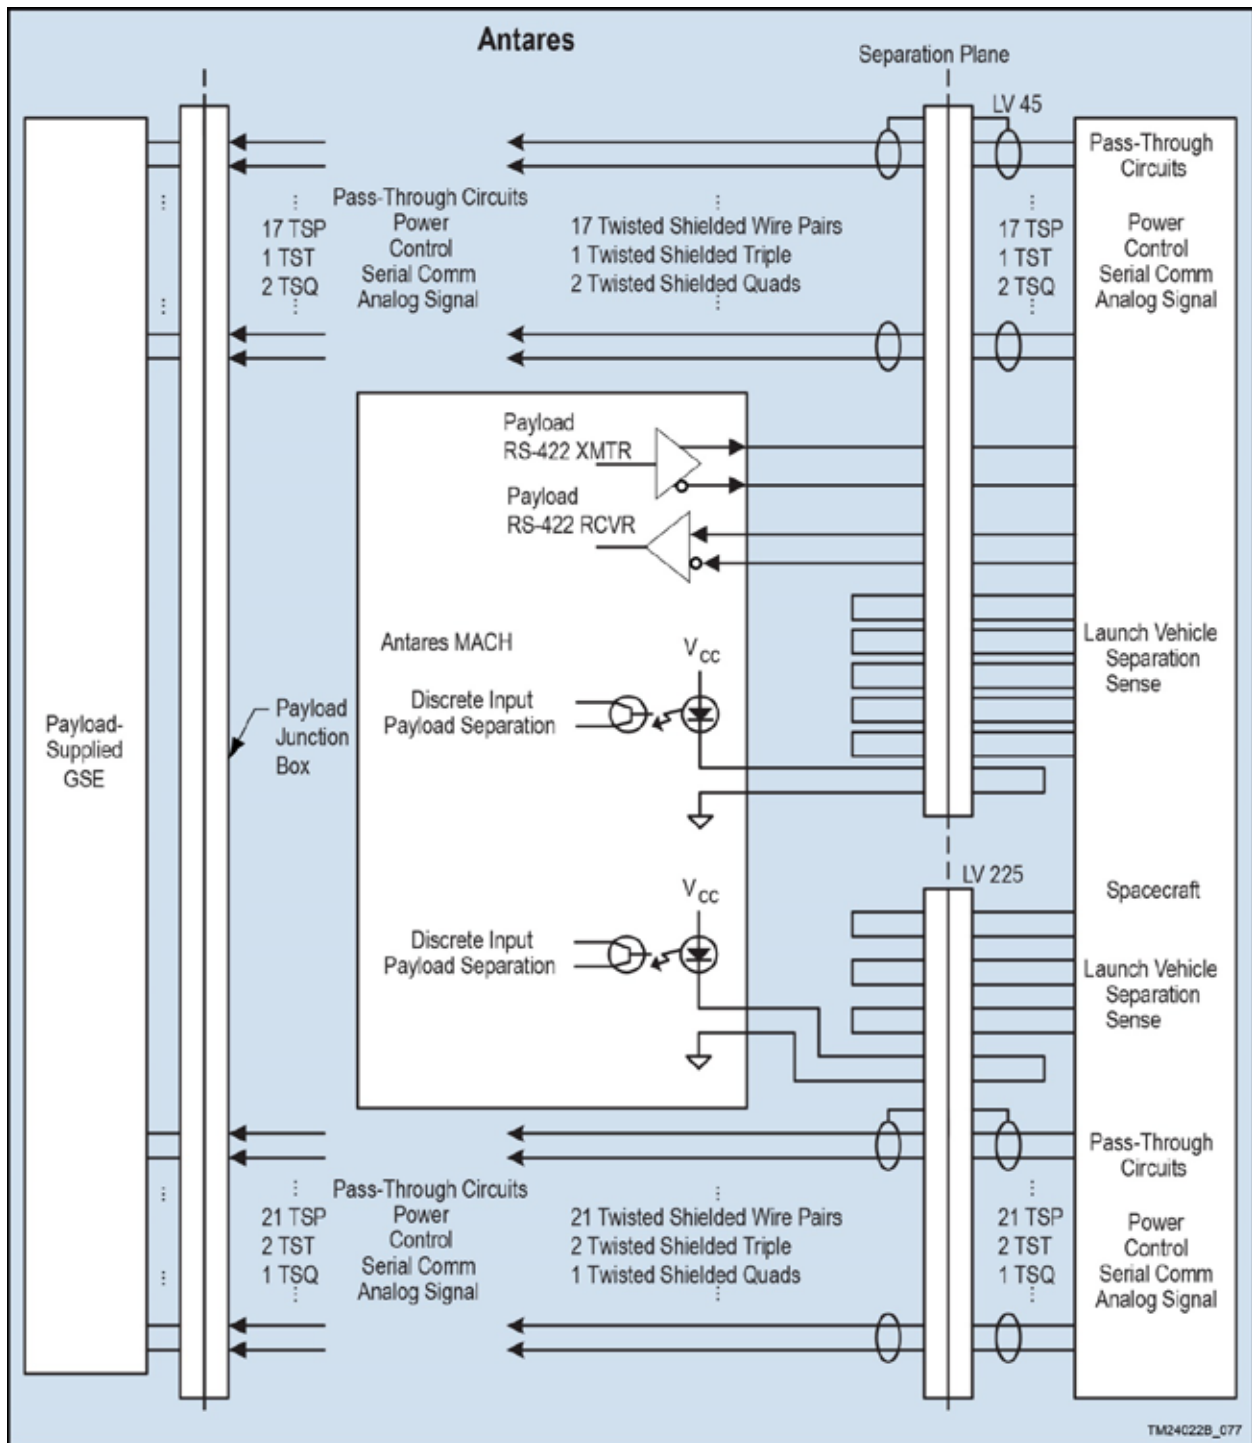 Antares
Separation Plane
LV 45
Pass-Through
Circuits
Pass-Through Circuits
Power
Control
Serial Comm
Analog Signal
17 TSP
1 TST
2 TSQ
17 Twisted Shielded Wire Pairs
1 Twisted Shielded Triple
2 Twisted Shielded Quads
17 TSP
1 TST
2 TSQ
Power
Control
Serial Comm
Analog Signal
Payload
RS-422 XMTR
Payload
RS-422 RCVR
Antares MACH
VCC
Discrete Input
Payload Separation
Launch Vehicle
Separation
Sense
Payload-
Supplied
GSE
Payload
Junction
Box
LV 225
Spacecraft
VCC
Discrete Input
Payload Separation
Launch Vehicle
Separation
Sense
Pass-Through
Circuits
Pass-Through Circuits
Power
Control
Serial Comm
Analog Signal
21 TSP
2 TST
1 TSQ
21 Twisted Shielded Wire Pairs
2 Twisted Shielded Triple
1 Twisted Shielded Quads
21 TSP
2 TST
1 TSQ
Power
Control
Serial Comm
Analog Signal
TM24022B_077